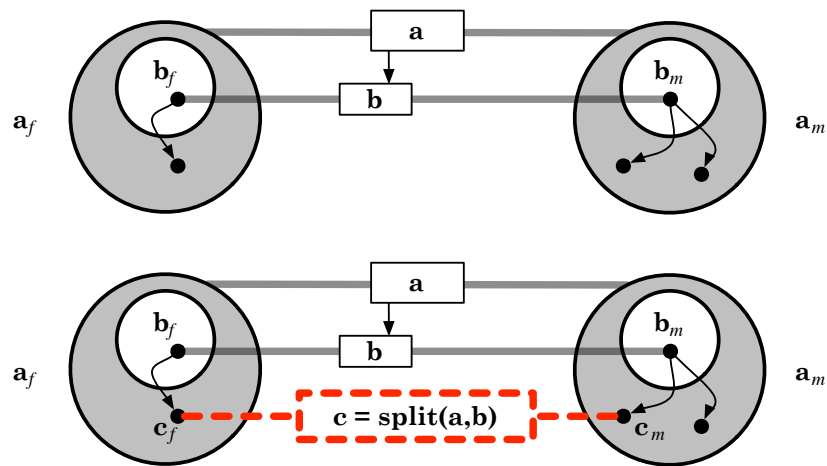 a
b_f
b_m
b
a_f
a_m
a
b_f
b_m
b
a_f
a_m
c = split(a,b)
c_f
c_m